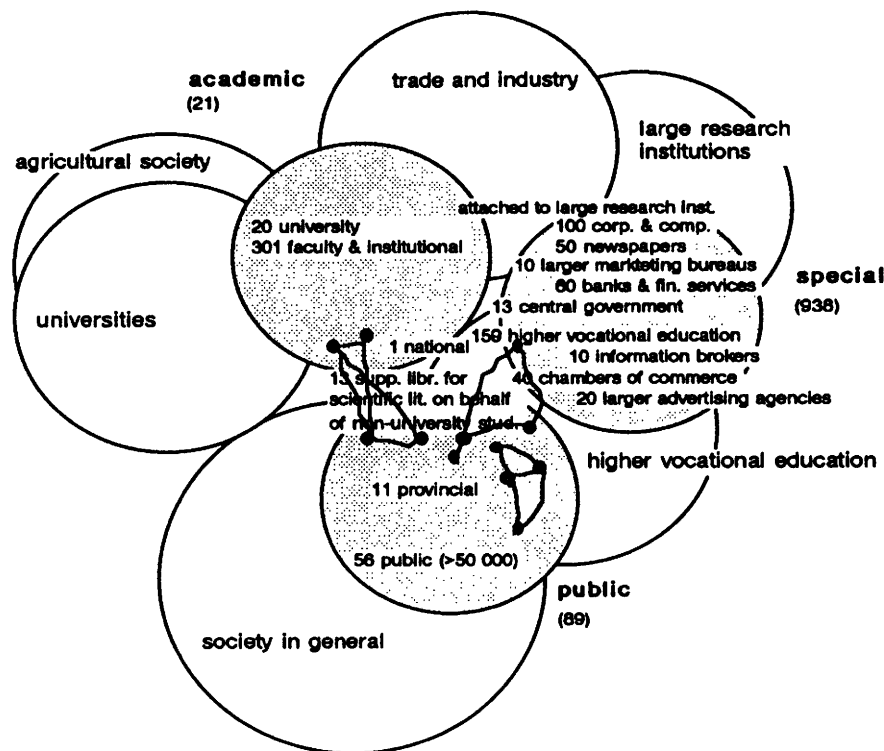 academic
(21)
trade and industry
large research
institutions
agricultural society
attached to large research inst.
20 university
301 faculty & institutional
100 corp. & comp.
50 newspapers
10 larger markteting bureaus
60 banks & fin. services
special
(938)
13 central government
universities
159 higher vocational education
1 national
10 information brokers
13 supp. libr. for
scientific lit. on behalf
of non-university stud.
40 chambers of commerce
20 larger advertising agencies
higher vocational education
11 provincial
56 public (>50 000)
public
(89)
society in general